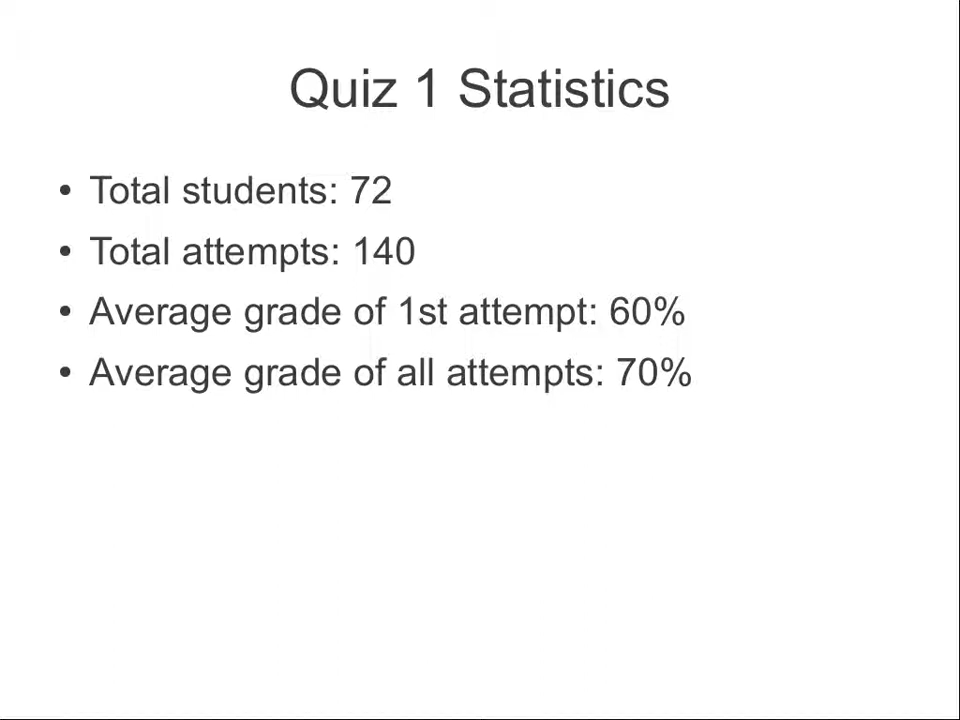 Quiz 1 Statistics
• Total students: 72
• Total attempts: 140
• Average grade of 1st attempt: 60%
• Average grade of all attempts: 70%